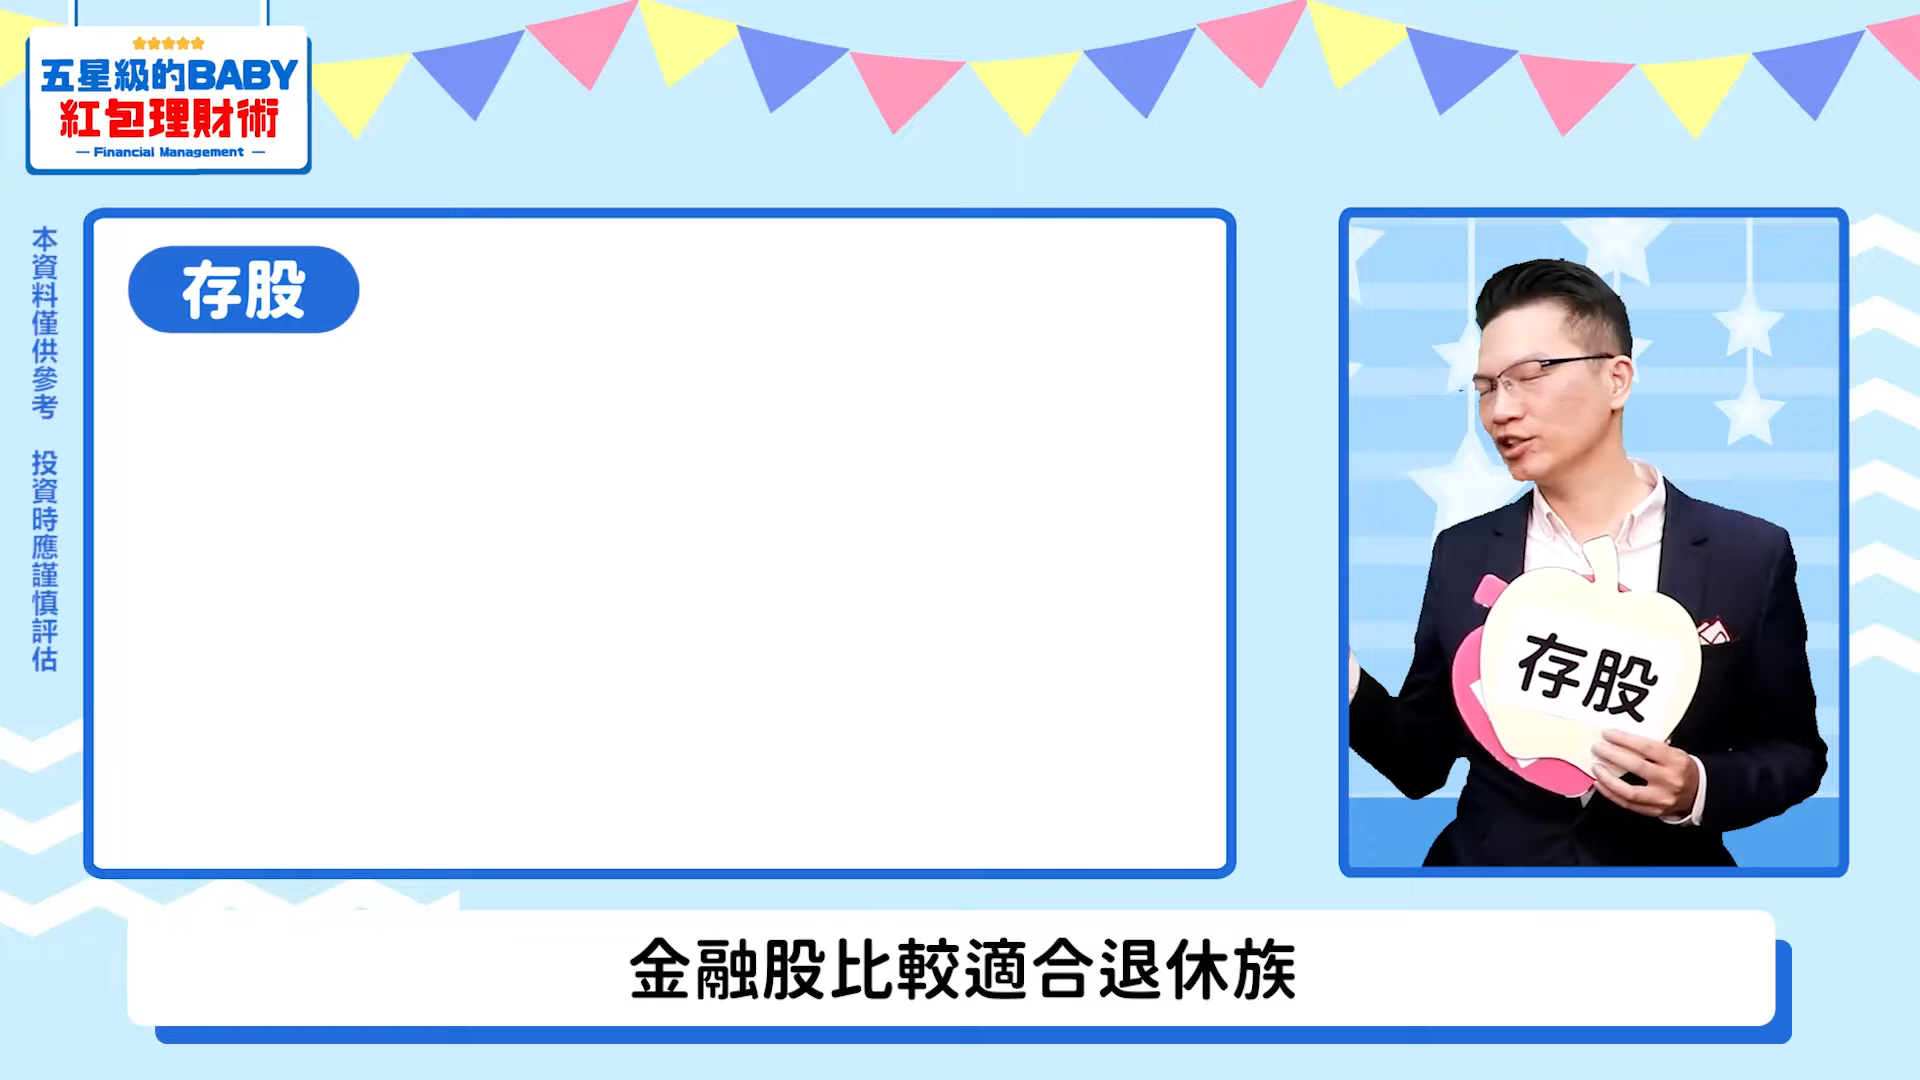 五星級的BABY
紅包理財術
Financial Management
本資料僅供參考 投資時應謹慎評估
存股
存股
金融股比較適合退休族